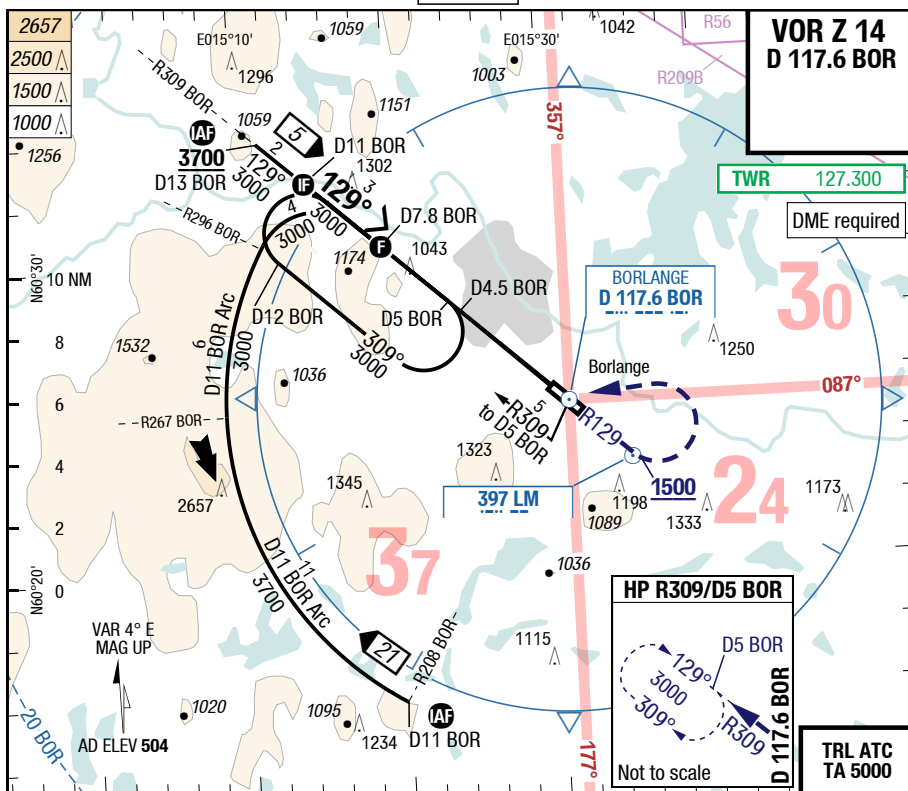 2657
2500
1500
1000
1256
E015°10'
1059
1296
1042
E015°30'
1003
R56
R209B
VOR Z 14
D 117.6 BOR
TWR 127.300
DME required
R309 BOR
1059
1151
IAF
3700
D13 BOR
2
129°
3000
5
D11 BOR
1302
IF
129°
3
3000
357°
R296 BOR
4
3000
D7.8 BOR
F
1174
1043
N60°30'
10 NM
D12 BOR
D5 BOR
D4.5 BOR
BORLANGE
D 117.6 BOR
30
8
309°
3000
1250
1532
6
D11 BOR Arc
3000
1036
Borlange
087°
6
R267 BOR
5
R309
to D5 BOR
R129
4
2657
1323
1345
397 LM
1198
1500
1333
24
1173
1089
2
37
1036
N60°20'
0
11
D11 BOR Arc
3700
VAR 4° E
MAG UP
21
R208 BOR
1115
HP R309/D5 BOR
D5 BOR
129°
3000
309°
R309
D 117.6 BOR
Not to scale
1020
1095
1234
IAF
D11 BOR
AD ELEV 504
20 BOR
177°
TRL ATC
TA 5000